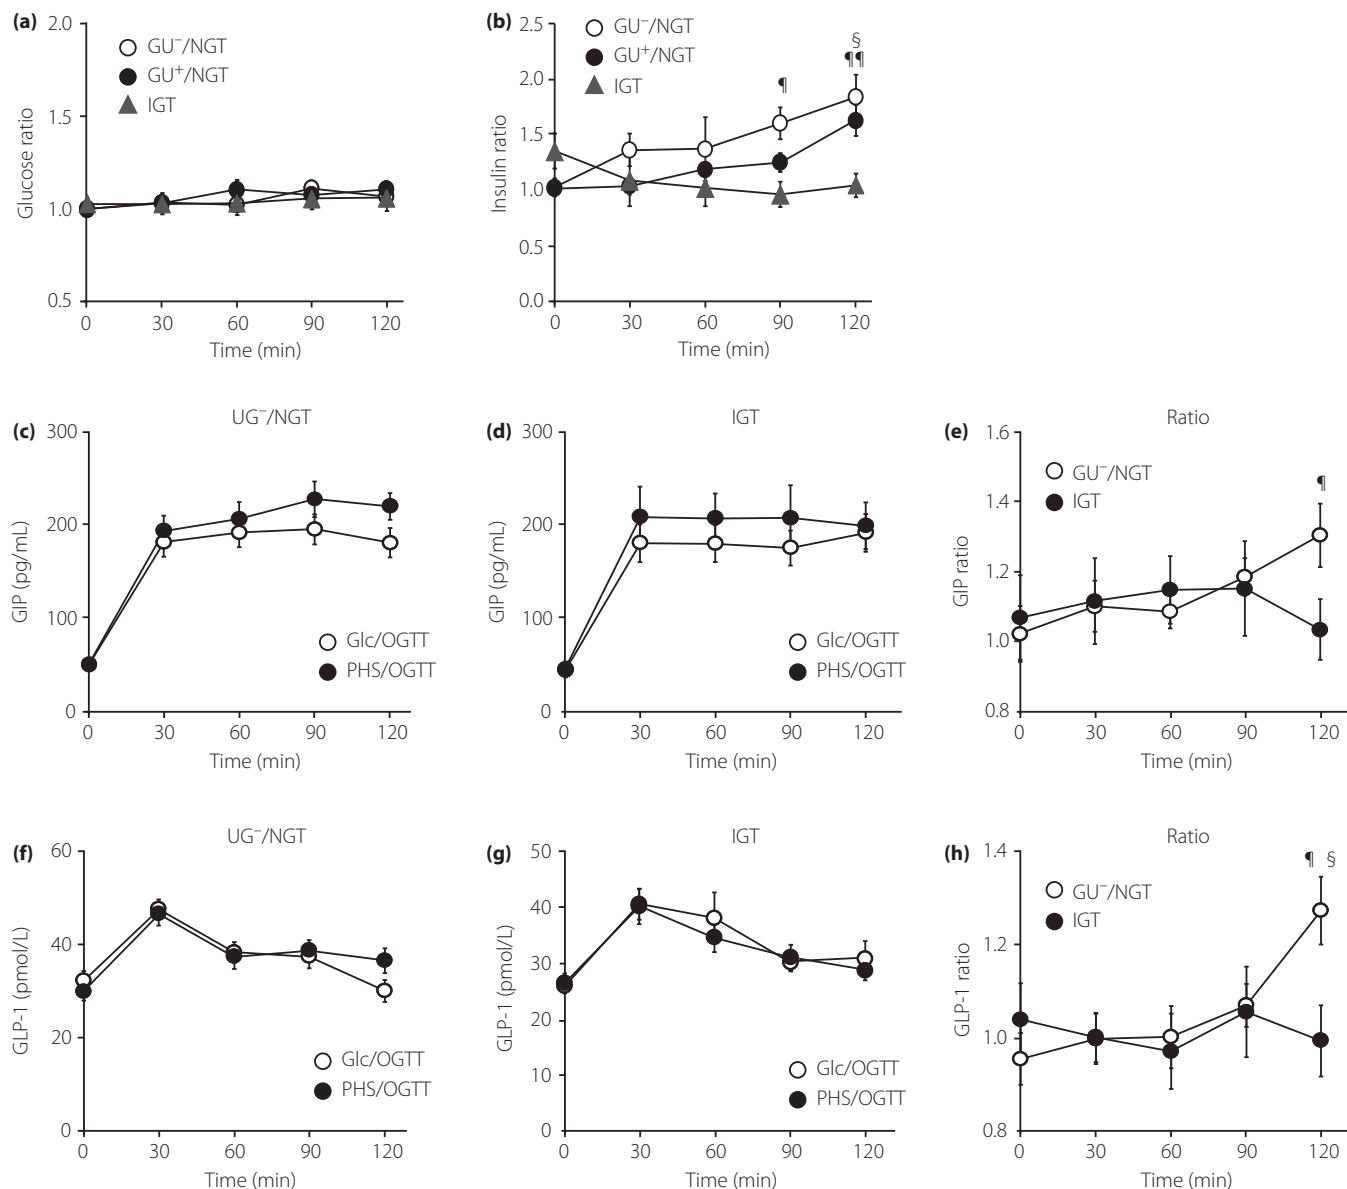 (a)
2.0
1.5
1.0
0.5
Glucose ratio
GU⁻/NGT
GU⁺/NGT
IGT
0 30 60 90 120
Time (min)
(b)
2.5
2.0
1.5
1.0
0.5
0.0
Insulin ratio
GU⁻/NGT
GU⁺/NGT
IGT
¶
§
¶¶
0 30 60 90 120
Time (min)
(c)
UG⁻/NGT
300
200
100
0
GIP (pg/mL)
Glc/OGTT
PHS/OGTT
0 30 60 90 120
Time (min)
(d)
IGT
300
200
100
0
GIP (pg/mL)
Glc/OGTT
PHS/OGTT
0 30 60 90 120
Time (min)
(e)
Ratio
1.6
1.4
1.2
1.0
0.8
GIP ratio
GU⁻/NGT
IGT
¶
0 30 60 90 120
Time (min)
(f)
UG⁻/NGT
60
40
20
0
GLP-1 (pmol/L)
Glc/OGTT
PHS/OGTT
0 30 60 90 120
Time (min)
(g)
IGT
50
40
30
20
10
0
GLP-1 (pmol/L)
Glc/OGTT
PHS/OGTT
0 30 60 90 120
Time (min)
(h)
Ratio
1.4
1.2
1.0
0.8
GLP-1 ratio
GU⁻/NGT
IGT
¶ §
0 30 60 90 120
Time (min)